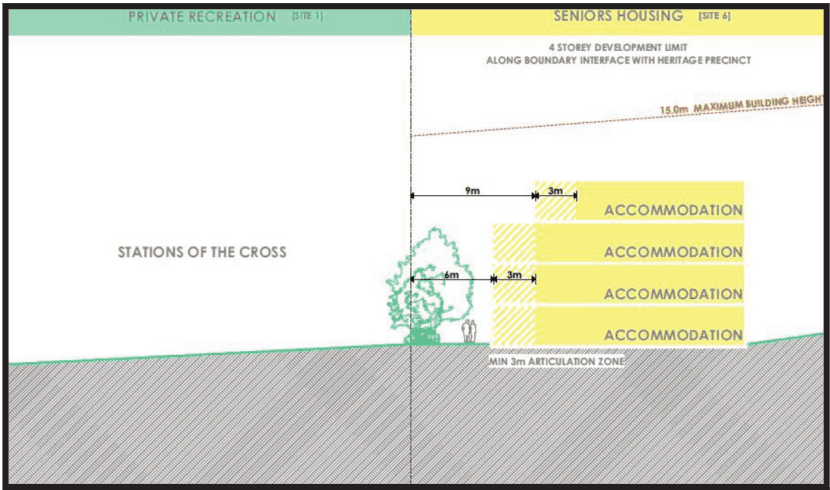 PRIVATE RECREATION [SITE 1]
SENIORS HOUSING [SITE 6]
4 STOREY DEVELOPMENT LIMIT
ALONG BOUNDARY INTERFACE WITH HERITAGE PRECINCT
15.0m MAXIMUM BUILDING HEIGHT
9m
3m
ACCOMMODATION
STATIONS OF THE CROSS
ACCOMMODATION
6m
3m
ACCOMMODATION
ACCOMMODATION
MIN 3m ARTICULATION ZONE